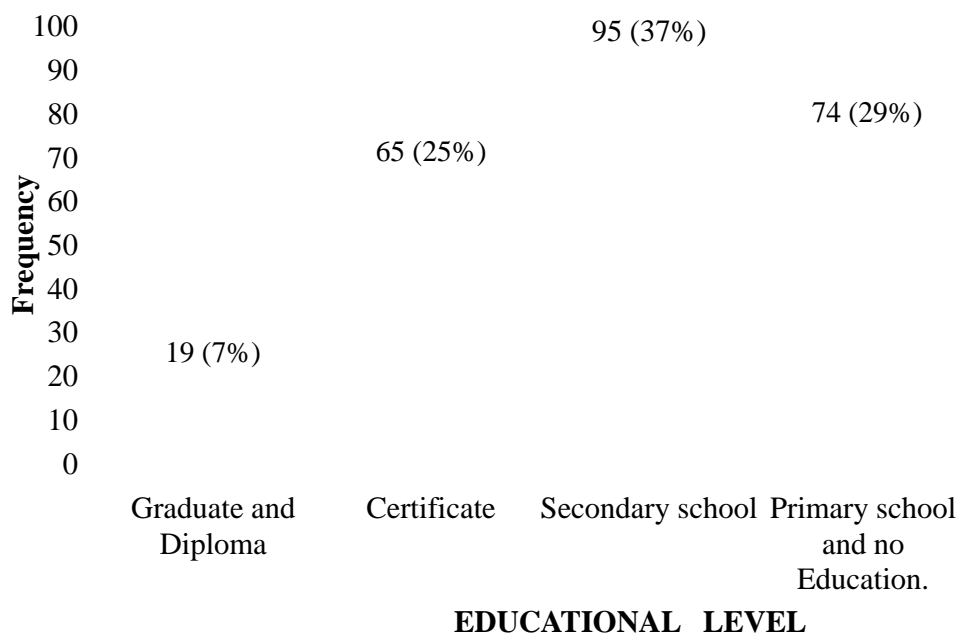 100
95 (37%)
90
80
74 (29%)
70
65 (25%)
60
50
40
30
19 (7%)
20
10
0
Frequency
Graduate and Diploma
Certificate
Secondary school
Primary school and no Education.
EDUCATIONAL LEVEL